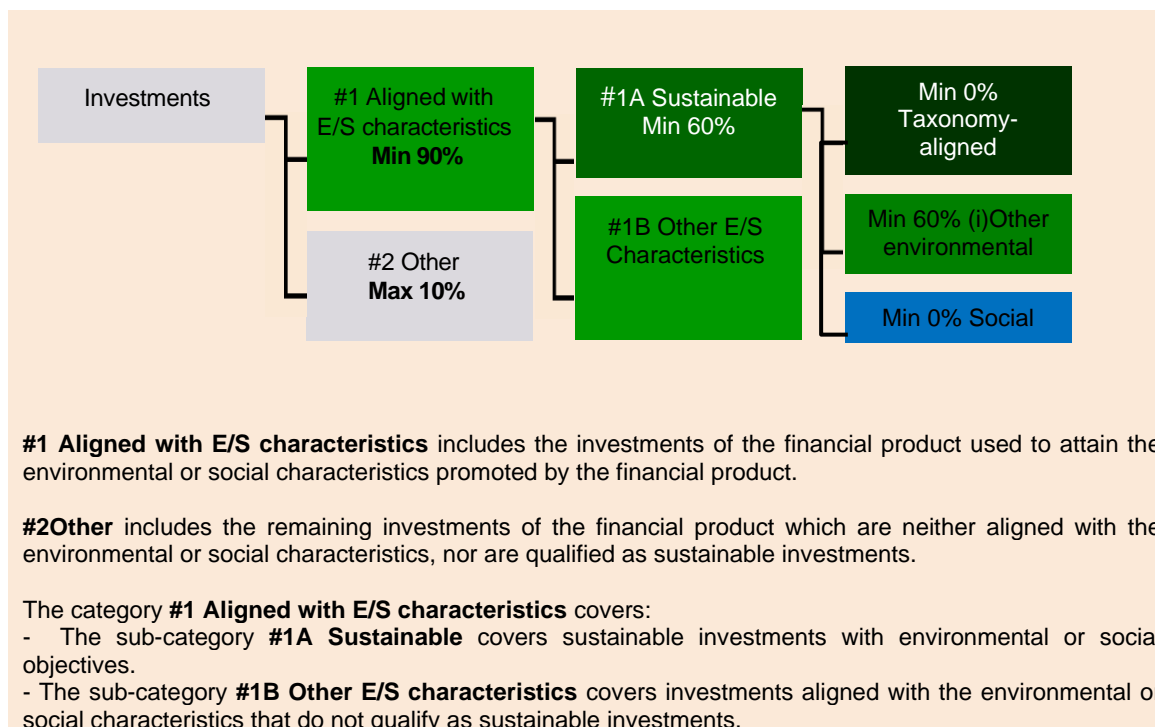 Investments
#1 Aligned with
E/S characteristics
Min 90%
#2 Other
Max 10%
#1A Sustainable
Min 60%
#1B Other E/S
Characteristics
Min 0%
Taxonomy-
aligned
Min 60% (i)Other
environmental
Min 0% Social
#1 Aligned with E/S characteristics includes the investments of the financial product used to attain the
environmental or social characteristics promoted by the financial product.
#2Other includes the remaining investments of the financial product which are neither aligned with the
environmental or social characteristics, nor are qualified as sustainable investments.
The category #1 Aligned with E/S characteristics covers:
- The sub-category #1A Sustainable covers sustainable investments with environmental or social
objectives.
- The sub-category #1B Other E/S characteristics covers investments aligned with the environmental or
social characteristics that do not qualify as sustainable investments.